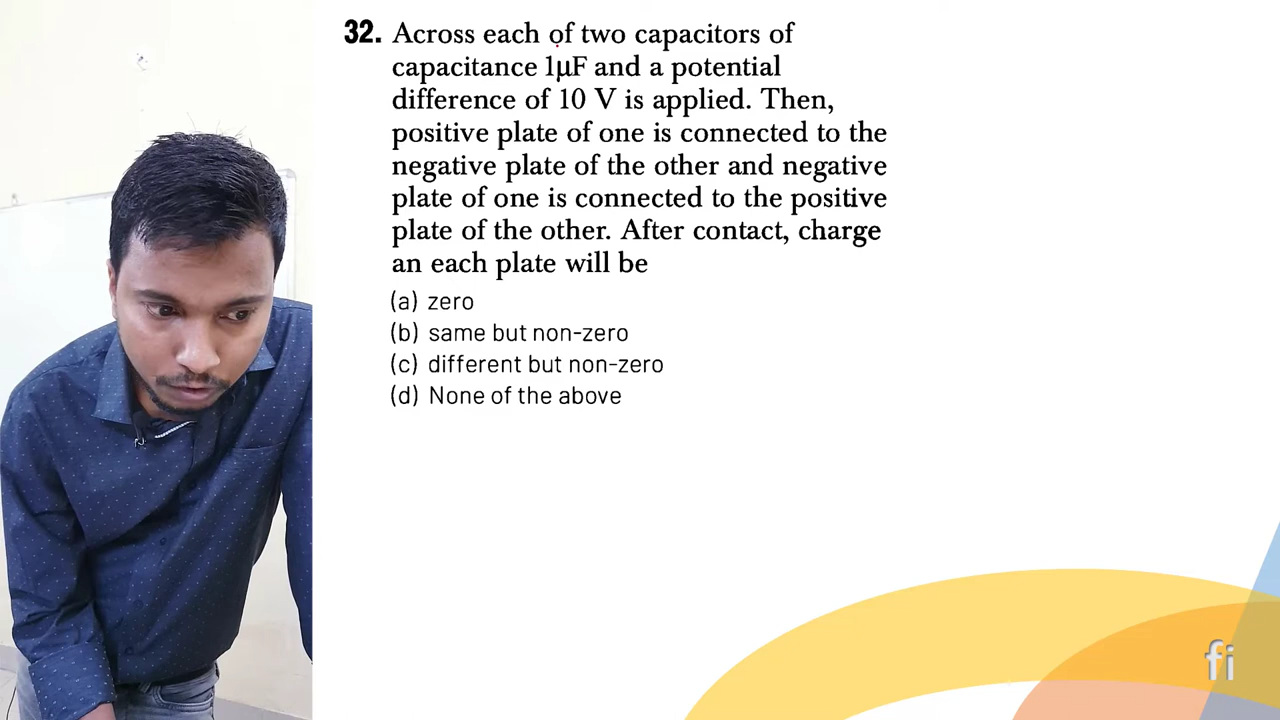 32. Across each of two capacitors of
capacitance 1μF and a potential
difference of 10 V is applied. Then,
positive plate of one is connected to the
negative plate of the other and negative
plate of one is connected to the positive
plate of the other. After contact, charge
an each plate will be
(a) zero
(b) same but non-zero
(c) different but non-zero
(d) None of the above
fi